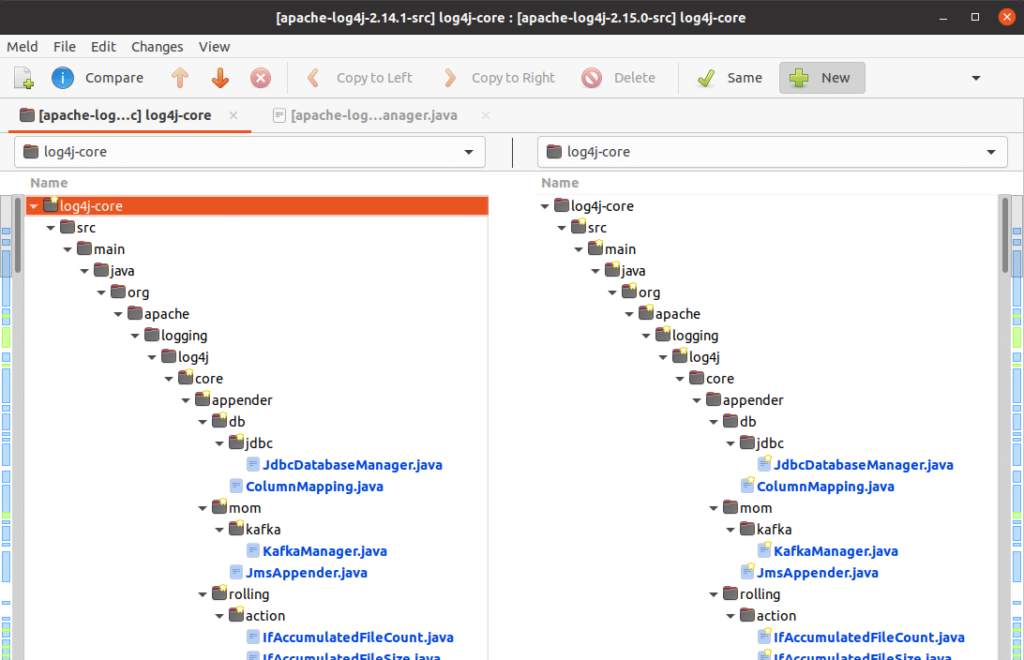 [apache-log4j-2.14.1-src] log4j-core : [apache-log4j-2.15.0-src] log4j-core
Meld File Edit Changes View
Compare Copy to Left Copy to Right Delete Same New
[apache-log...c] log4j-core [apache-log...anager.java
log4j-core log4j-core
Name Name
log4j-core log4j-core
src src
main main
java java
org org
apache apache
logging logging
log4j log4j
core core
appender appender
db db
jdbc jdbc
JdbcDatabaseManager.java JdbcDatabaseManager.java
ColumnMapping.java ColumnMapping.java
mom mom
kafka kafka
KafkaManager.java KafkaManager.java
JmsAppender.java JmsAppender.java
rolling rolling
action action
IfAccumulatedFileCount.java IfAccumulatedFileCount.java
IfAccumulatedFileSize.java IfAccumulatedFileSize.java